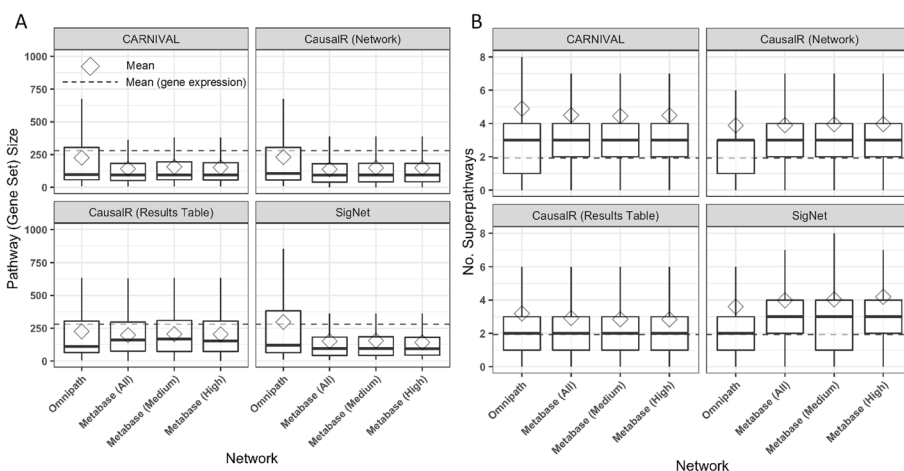 A
CARNIVAL
CausalR (Network)
1000
750
500
250
0
Mean
Mean (gene expression)
CausalR (Results Table)
SigNet
1000
750
500
250
0
Pathway (Gene Set) Size
Omnipath
Metabase (All)
Metabase (Medium)
Metabase (High)
Omnipath
Metabase (All)
Metabase (Medium)
Metabase (High)
Network
B
CARNIVAL
CausalR (Network)
8
6
4
2
0
CausalR (Results Table)
SigNet
8
6
4
2
0
No. Superpathways
Omnipath
Metabase (All)
Metabase (Medium)
Metabase (High)
Omnipath
Metabase (All)
Metabase (Medium)
Metabase (High)
Network